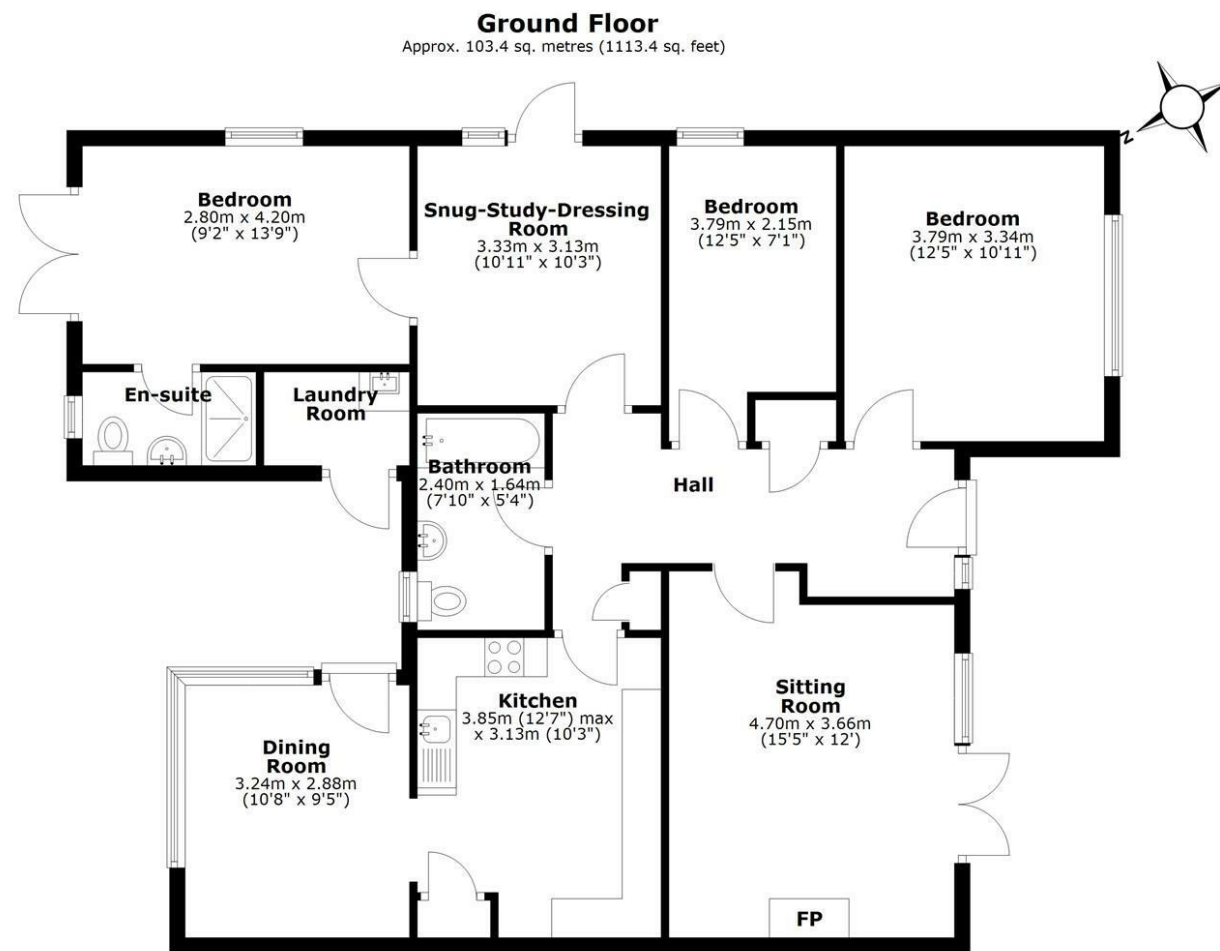 Ground Floor
Approx. 103.4 sq. metres (1113.4 sq. feet)
N
Bedroom
2.80m x 4.20m
(9'2" x 13'9")
Snug-Study-Dressing
Room
3.33m x 3.13m
(10'11" x 10'3")
Bedroom
3.79m x 2.15m
(12'5" x 7'1")
Bedroom
3.79m x 3.34m
(12'5" x 10'11")
En-suite
Laundry
Room
Bathroom
2.40m x 1.64m
(7'10" x 5'4")
Hall
Kitchen
3.85m (12'7") max
x 3.13m (10'3")
Sitting
Room
4.70m x 3.66m
(15'5" x 12')
Dining
Room
3.24m x 2.88m
(10'8" x 9'5")
FP